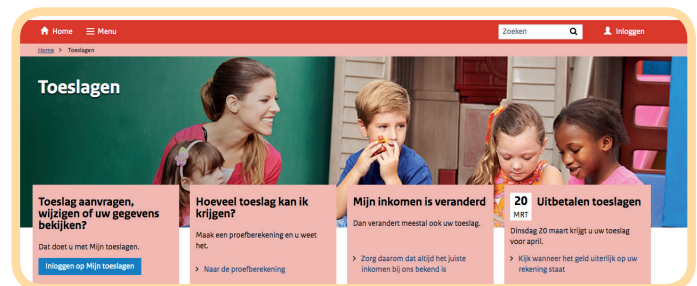 Home Menu Zoeken Inloggen
Home > Toeslagen
Toeslagen
Toeslag aanvragen,
wijzigen of uw gegevens
bekijken?
Dat doet u met Mijn toeslagen.
Inloggen op Mijn toeslagen
Hoeveel toeslag kan ik
krijgen?
Maak een proefberekening en u weet
het.
> Naar de proefberekening
Mijn inkomen is veranderd
Dan verandert meestal ook uw toeslag.
> Zorg daarom dat altijd het juiste
inkomen bij ons bekend is
20
MRT
Uitbetalen toeslagen
Dinsdag 20 maart krijgt u uw toeslag
voor april.
> Kijk wanneer het geld uiterlijk op uw
rekening staat